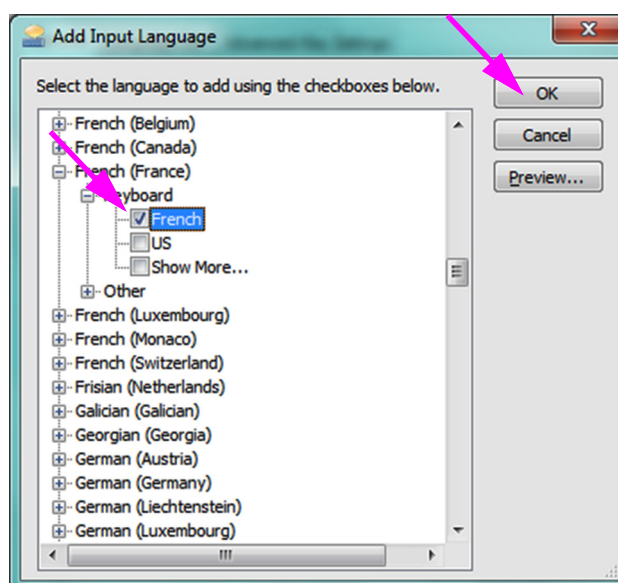 Add Input Language
Select the language to add using the checkboxes below.
OK
Cancel
Preview...
French (Belgium)
French (Canada)
French (France)
Keyboard
French
US
Show More...
Other
French (Luxembourg)
French (Monaco)
French (Switzerland)
Frisian (Netherlands)
Galician (Galician)
Georgian (Georgia)
German (Austria)
German (Germany)
German (Liechtenstein)
German (Luxembourg)